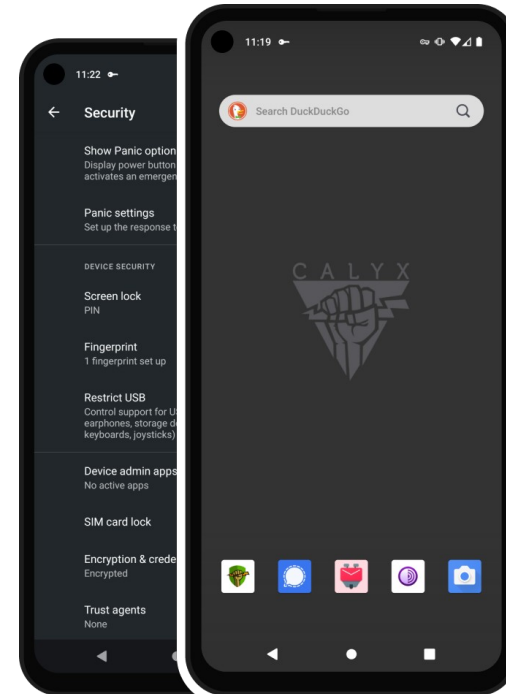 11:22
Security
Show Panic option
Display power button
activates an emergen
Panic settings
Set up the response t
DEVICE SECURITY
Screen lock
PIN
Fingerprint
1 fingerprint set up
Restrict USB
Control support for U
earphones, storage d
keyboards, joysticks)
Device admin apps
No active apps
SIM card lock
Encryption & crede
Encrypted
Trust agents
None
11:19
Search DuckDuckGo
CALYX